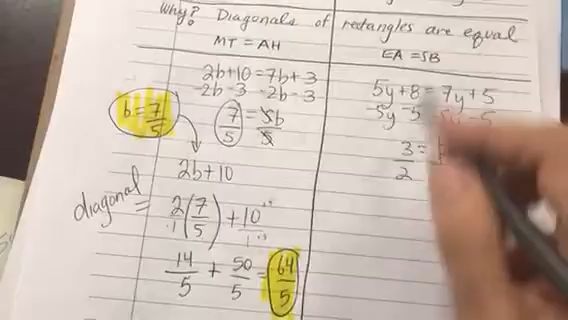 Why? Diagonals of rectangles are equal
MT = AH
2b+10=7b+3
-2b-3 -2b-3
b=7/5
7/5=5b/5
2b+10
diagonal =
2/1(7/5)+10/1
14/5+50/5=64/5
EA=SB
5y+8=7y+5
-5y-5
3/2=